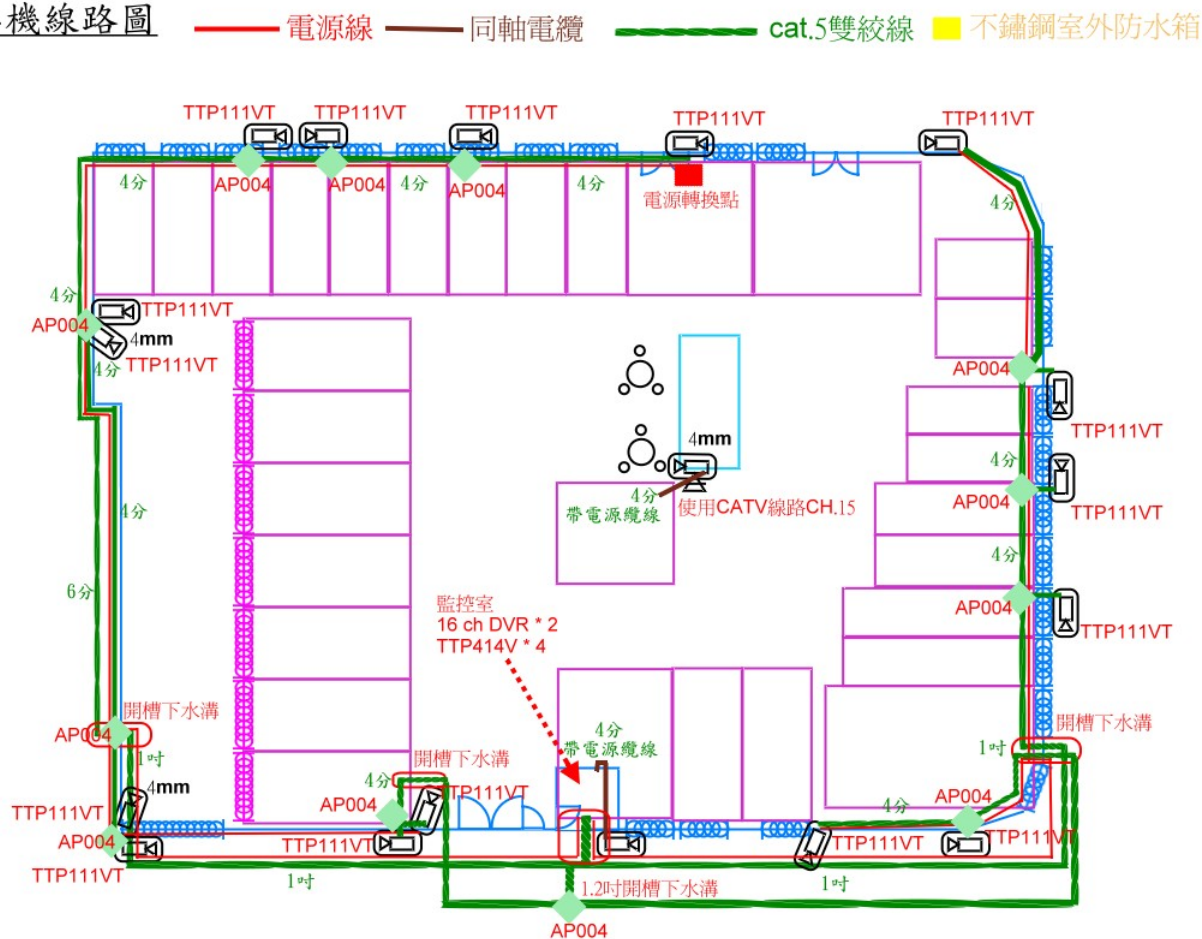 機線路圖
電源線
同軸電纜
cat.5雙絞線
不鏽鋼室外防水箱
TTP111VT
TTP111VT
TTP111VT
TTP111VT
TTP111VT
4分
AP004
AP004
4分
AP004
4分
電源轉換點
4分
4分
TTP111VT
AP004
4mm
4分
TTP111VT
AP004
TTP111VT
4mm
4分
4分
帶電源纜線
使用CATV線路CH.15
4分
AP004
TTP111VT
4分
6分
4分
監控室
16 ch DVR * 2
TTP414V * 4
AP004
TTP111VT
開槽下水溝
AP004
1吋
4分
帶電源纜線
開槽下水溝
1吋
開槽下水溝
4分
4mm
TTP111VT
TTP111VT
AP004
AP004
4分
AP004
TTP111VT
TTP111VT
TTP111VT
TTP111VT
1吋
1.2吋開槽下水溝
1吋
AP004